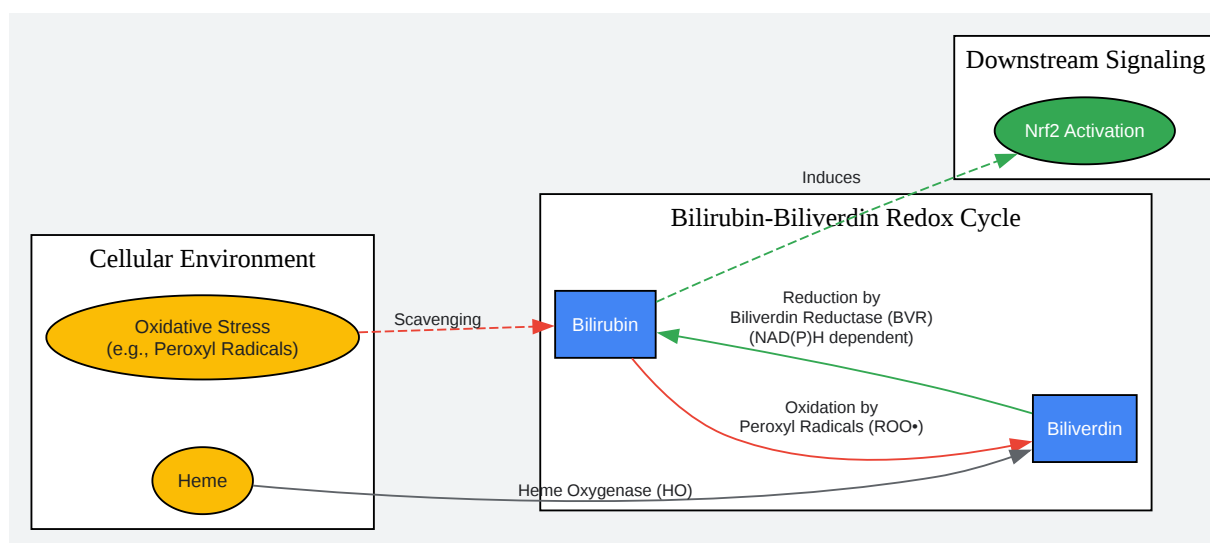 Downstream Signaling
Nrf2 Activation
Induces
Bilirubin-Biliverdin Redox Cycle
Cellular Environment
Oxidative Stress
(e.g., Peroxyl Radicals)
Scavenging
Bilirubin
Reduction by
Biliverdin Reductase (BVR)
(NAD(P)H dependent)
Oxidation by
Peroxyl Radicals (ROO•)
Biliverdin
Heme
Heme Oxygenase (HO)